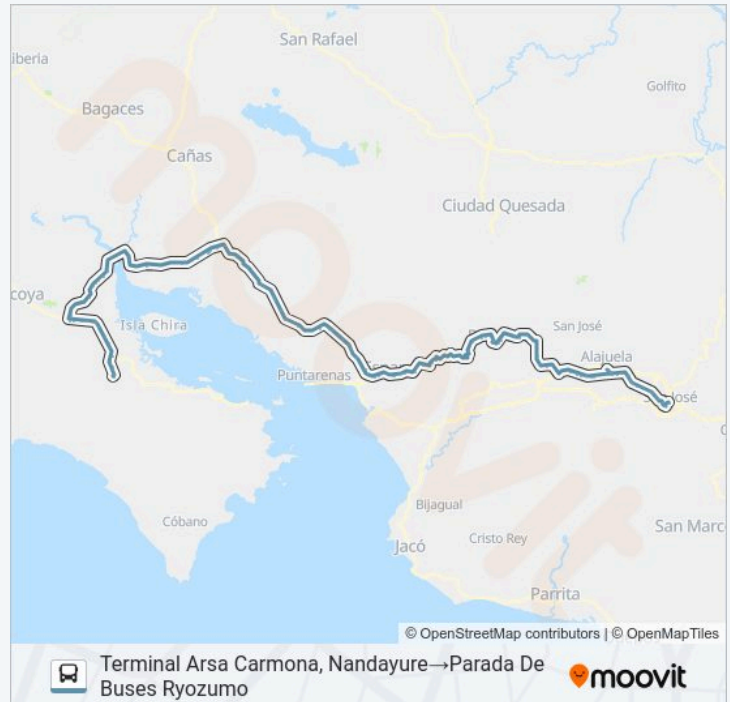 San Rafael
iberia
Golfito
Bagaces
Cañas
Ciudad Quesada
coya
Isla Chira
San José
Alajuela
Puntarenas
José
Bijagual
Cóbano
Cristo Rey
San Marc
Jacó
Parrita
moovit
© OpenStreetMap contributors | © OpenMapTiles
Terminal Arsa Carmona, Nandayure→Parada De
Buses Ryozumo
moovit